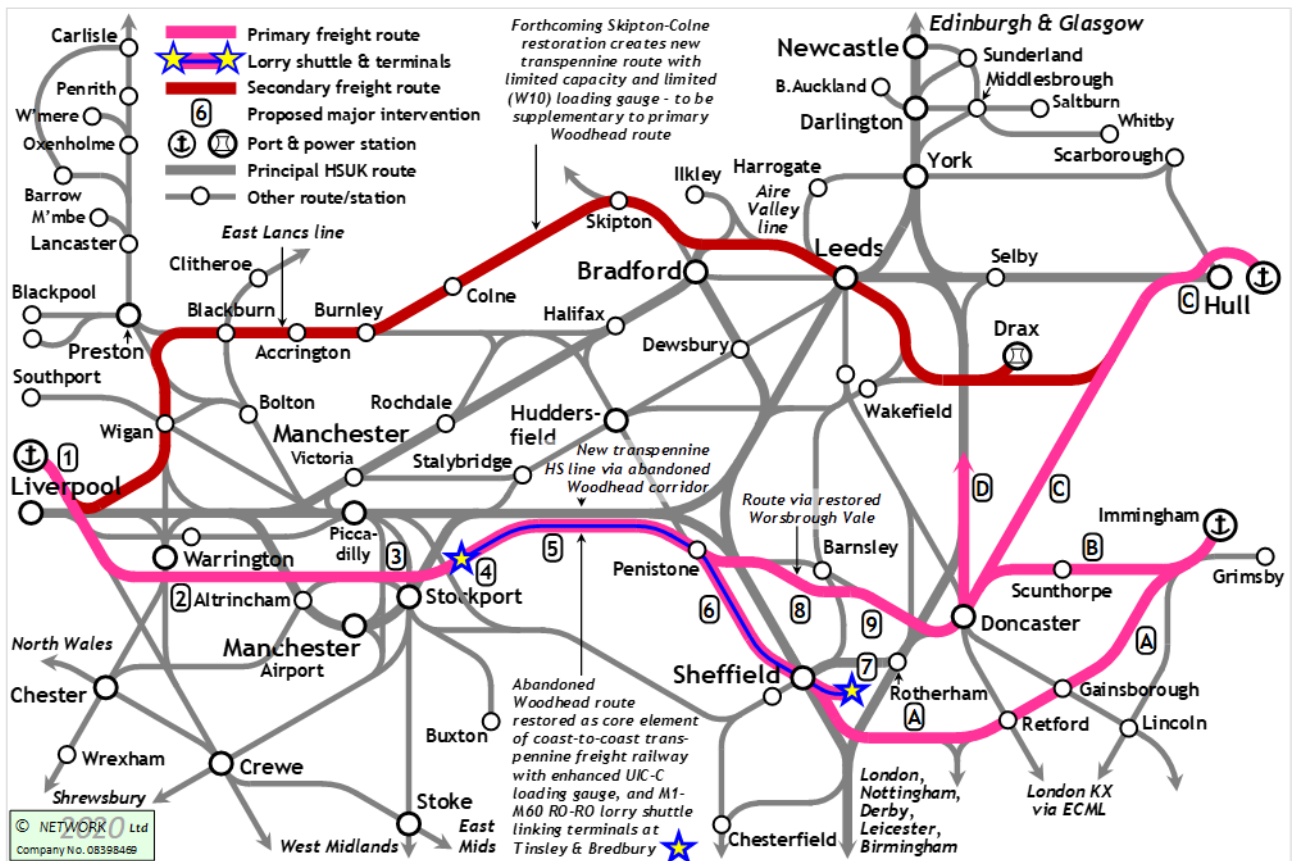 Carlisle
Penrith
W'mere
Oxenholme
Barrow
M'mbe
Lancaster
Blackpool
Preston
Southport
Primary freight route
Lorry shuttle & terminals
Secondary freight route
6 Proposed major intervention
Port & power station
Principal HSUK route
Other route/station
Forthcoming Skipton-Colne
restoration creates new
transpennine route with
limited capacity and limited
(W10) loading gauge - to be
supplementary to primary
Woodhead route
Edinburgh & Glasgow
Newcastle
Sunderland
Middlesbrough
B.Auckland
Saltburn
Darlington
Whitby
York
Scarborough
Harrogate
Ilkley
Aire
Valley
line
Skipton
East Lancs line
Clitheroe
Blackburn
Accrington
Burnley
Colne
Bradford
Leeds
Selby
Hull
C
Halifax
Dewsbury
Drax
Wakefield
Wigan
Bolton
Rochdale
Manchester
Victoria
Stalybridge
Hudders-
field
New transpennine
HS line via abandoned
Woodhead corridor
1
Liverpool
Warrington
Picca-
dilly
2
3
4
5
Altrincham
Stockport
Manchester
Airport
Penistone
Route via restored
Worsbrough Vale
Barnsley
6
8
9
7
D
C
Immingham
B
Scunthorpe
Grimsby
Doncaster
A
Sheffield
Rotherham
A
Gainsborough
Retford
Lincoln
North Wales
Chester
Wrexham
Shrewsbury
Crewe
Buxton
Stoke
West Midlands
East
Mids
Abandoned
Woodhead route
restored as core element
of coast-to-coast trans-
pennine freight railway
with enhanced UIC-C
loading gauge, and M1-
M60 RO-RO lorry shuttle
linking terminals at
Tinsley & Bredbury
Chesterfield
London,
Nottingham,
Derby,
Leicester,
Birmingham
London KX
via ECML
© NETWORK 2020 Ltd
Company No. 08398469